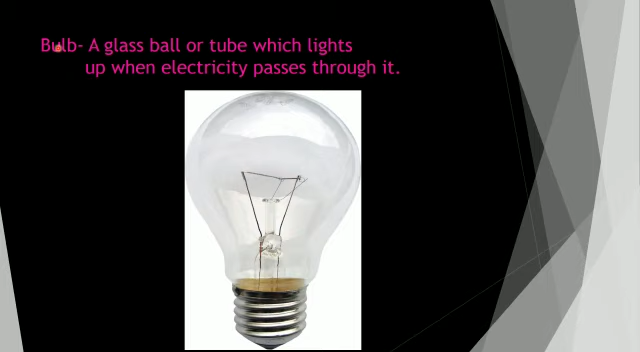 Bulb- A glass ball or tube which lights
up when electricity passes through it.